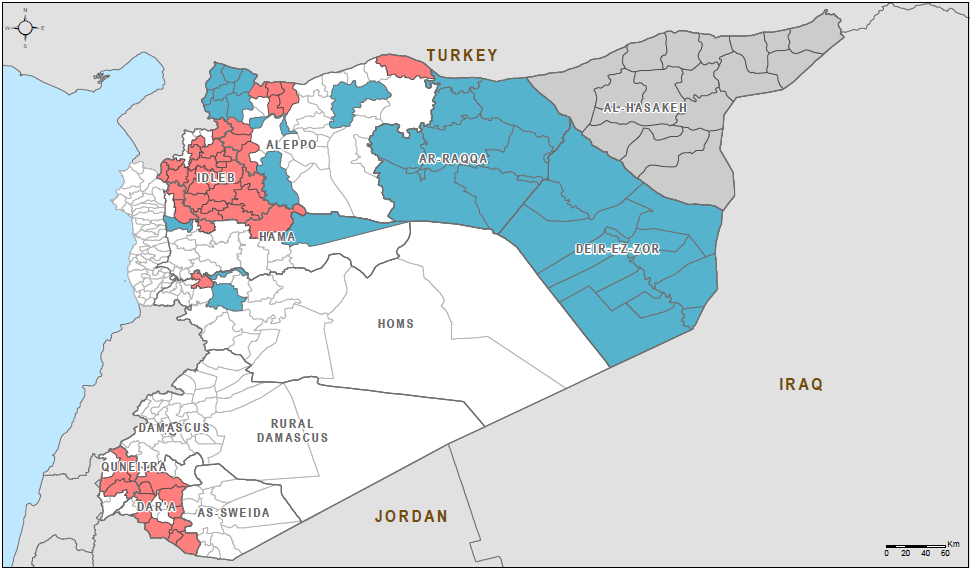 N
W E
S
TURKEY
AL-HASAKEH
ALEPPO
AR-RAQQA
IDLEB
HAMA
DEIR-EZ-ZOR
HOMS
IRAQ
DAMASCUS
RURAL
DAMASCUS
QUNEITRA
DAR'A
AS-SWEIDA
JORDAN
Km
0 20 40 60